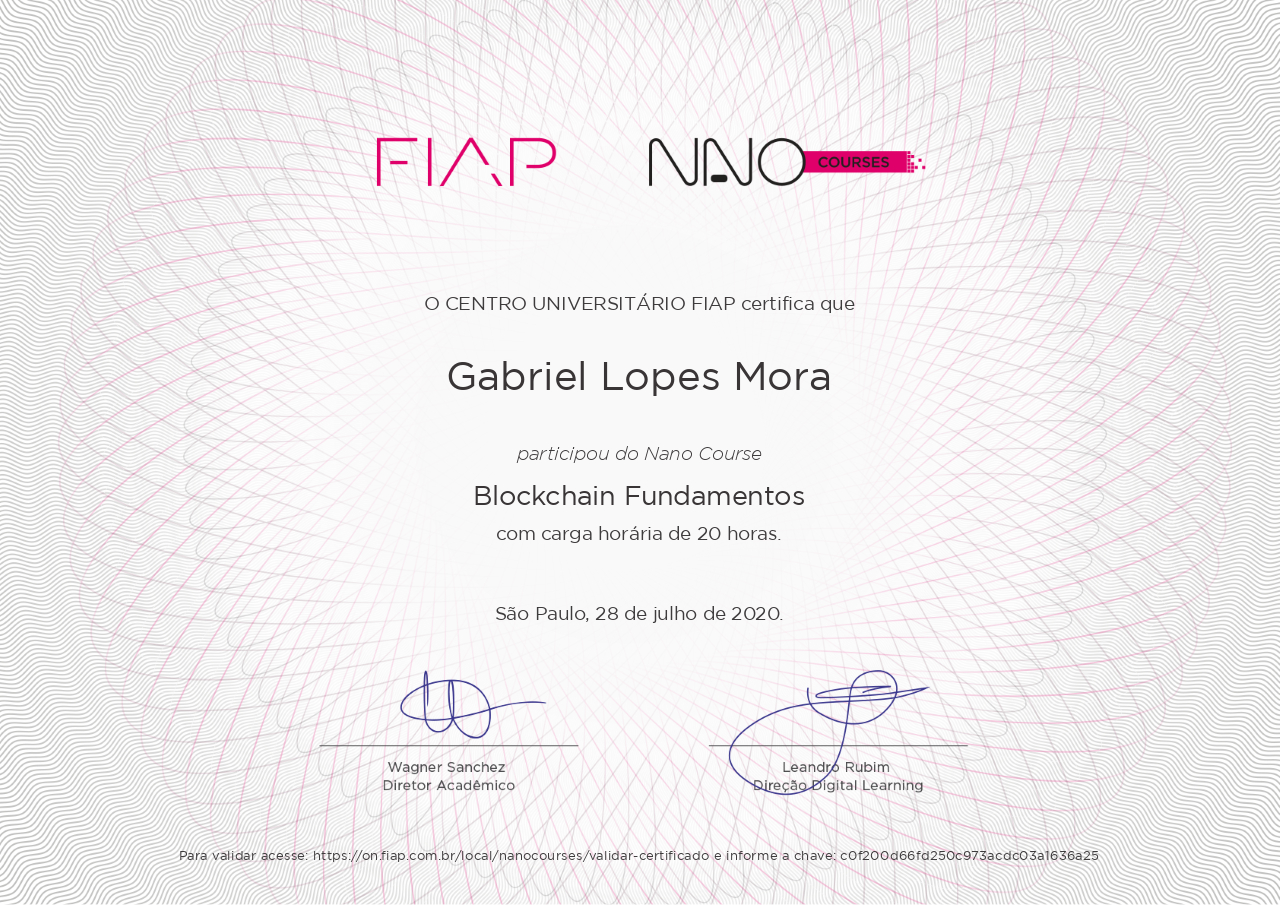 FIAP NANO COURSES
O CENTRO UNIVERSITÁRIO FIAP certifica que
Gabriel Lopes Mora
participou do Nano Course
Blockchain Fundamentos
com carga horária de 20 horas.
São Paulo, 28 de julho de 2020.
Wagner Sanchez
Diretor Acadêmico
Leandro Rubim
Direção Digital Learning
Para validar acesse: https://on.fiap.com.br/local/nanocourses/validar-certificado e informe a chave: c0f200d66fd250c973acdc03a1636a25